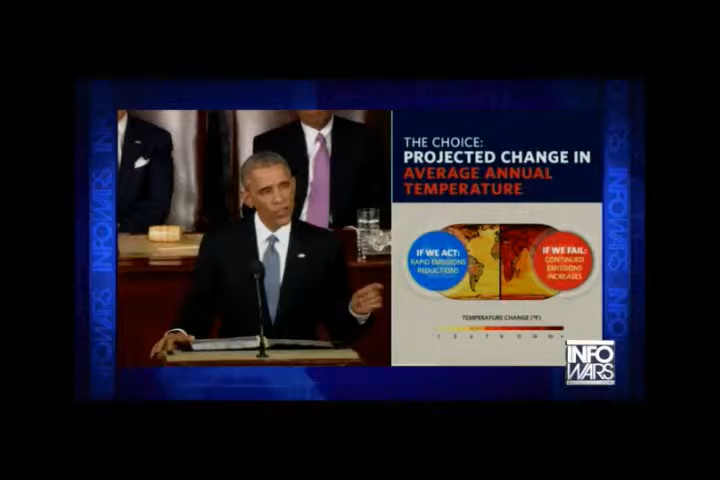 THE CHOICE:
PROJECTED CHANGE IN
AVERAGE ANNUAL
TEMPERATURE
IF WE ACT:
RAPID EMISSIONS
REDUCTIONS
IF WE FAIL:
CONTINUED
EMISSIONS
INCREASES
TEMPERATURE CHANGE (°F)
INFOWARS
INFOWARS
INFO
WARS